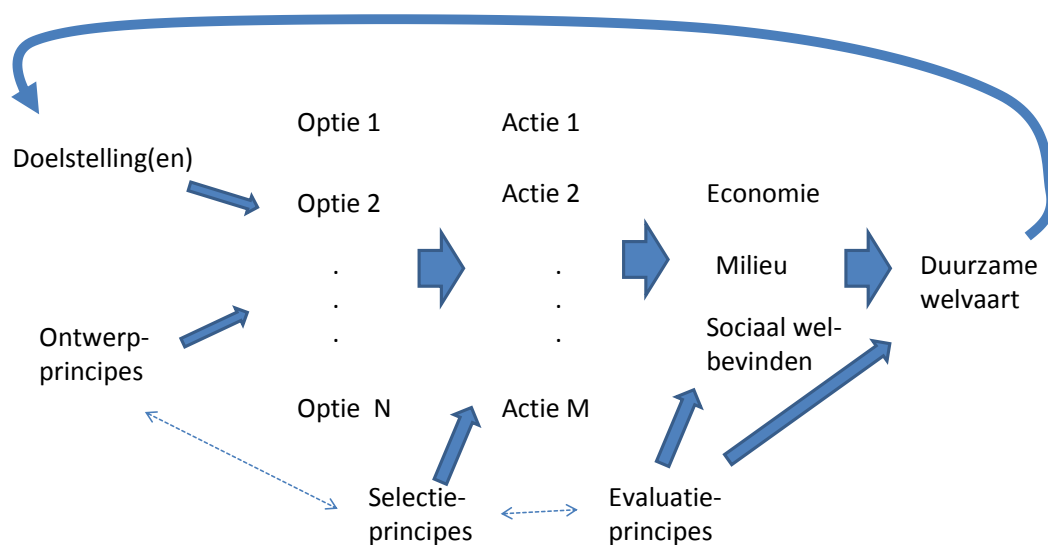 Doelstelling(en)
Ontwerp-
principes
Optie 1
Optie 2
.
.
.
Optie N
Actie 1
Actie 2
.
.
.
Actie M
Selectie-
principes
Economie
Milieu
Sociaal wel-
bevinden
Evaluatie-
principes
Duurzame
welvaart